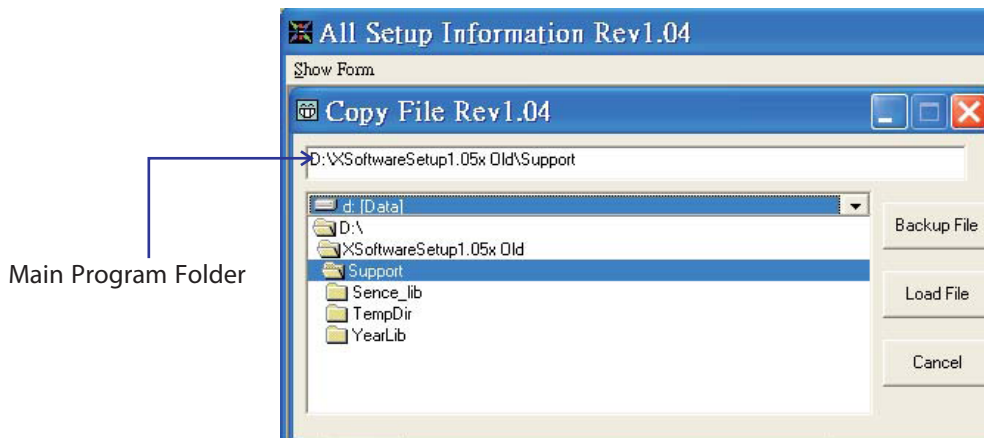 All Setup Information Rev1.04
Show Form
Copy File Rev1.04
D:\XSoftwareSetup1.05x Old\Support
d: [Data]
D:\
XSoftwareSetup1.05x Old
Support
Sence_lib
TempDir
YearLib
Backup File
Load File
Cancel
Main Program Folder